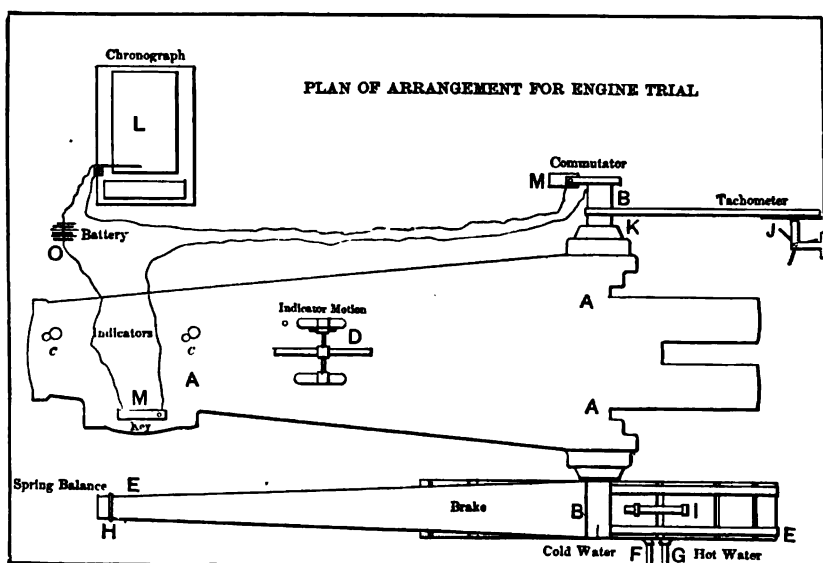 Chronograph
PLAN OF ARRANGEMENT FOR ENGINE TRIAL
L
Commutator
M
B
Tachometer
K
J
Battery
O
A
Indicator Motion
D
Indicators
c
c
A
M
Key
A
Spring Balance
E
Brake
B
I
H
E
Cold Water
F
G
Hot Water